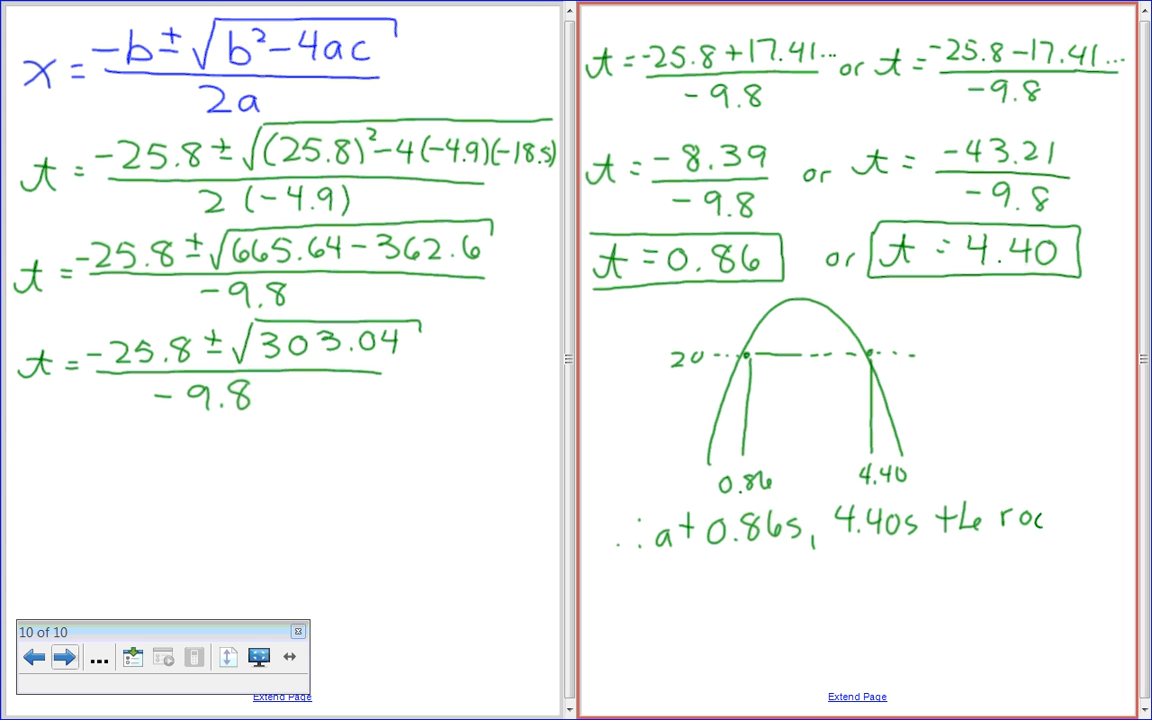 x = -b ± √b² - 4ac / 2a
t = -25.8 ± √(25.8)² - 4(-4.9)(-18.5) / 2(-4.9)
t = -25.8 ± √665.64 - 362.6 / -9.8
t = -25.8 ± √303.04 / -9.8
10 of 10
Extend Page
t = -25.8 + 17.41... / -9.8 or t = -25.8 - 17.41... / -9.8
t = -8.39 / -9.8 or t = -43.21 / -9.8
t = 0.86 or t = 4.40
20
0.86 4.40
∴ at 0.86s, 4.40s the roc
Extend Page